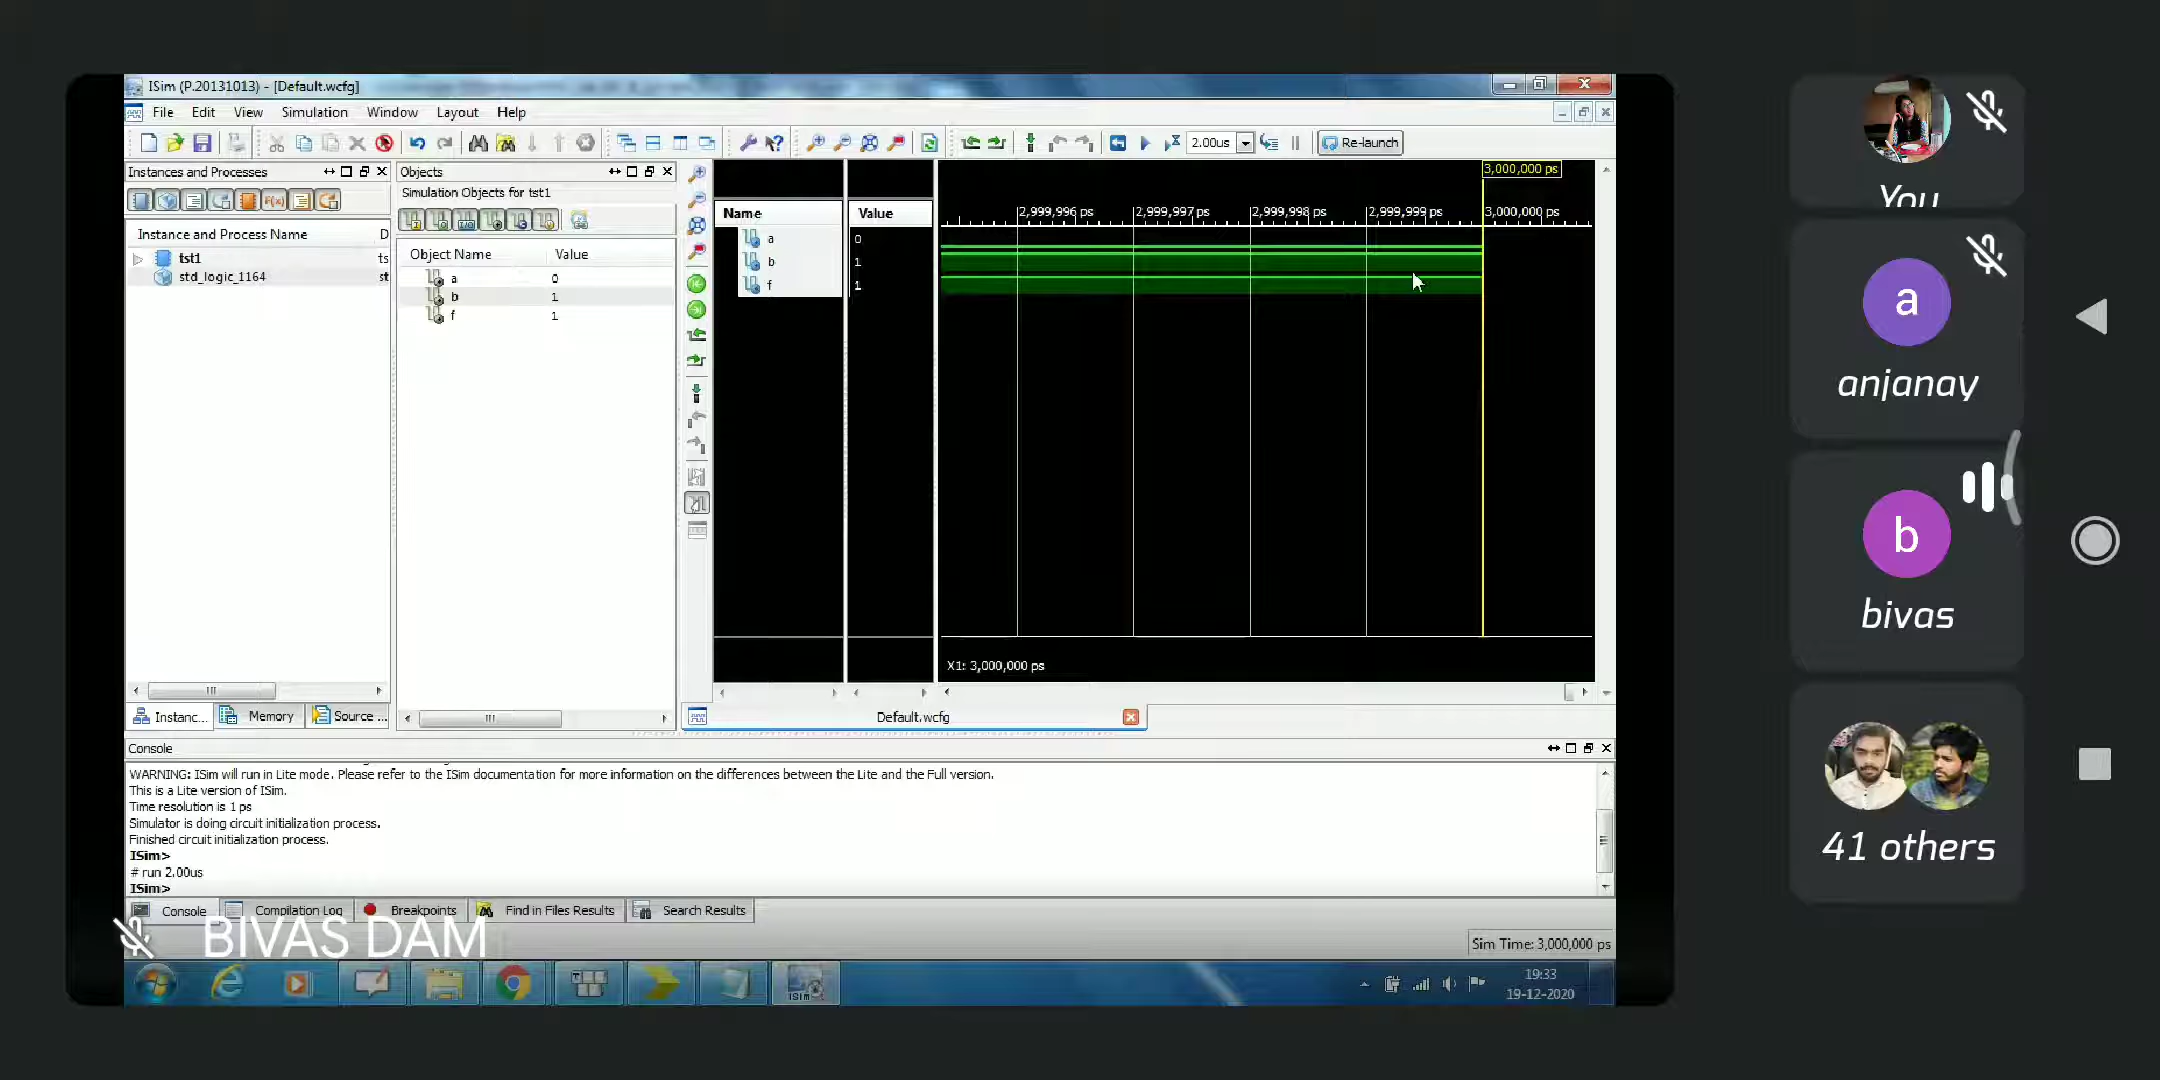 ISim (P.20131013) - [Default.wcfg]
File Edit View Simulation Window Layout Help
2.00us
Re-launch
Instances and Processes
Instance and Process Name D
tst1 ts
std_logic_1164 st
Instanc... Memory Source ...
Objects
Simulation Objects for tst1
Object Name Value
a 0
b 1
f 1
Name Value
a 0
b 1
f 1
3,000,000 ps
2,999,996 ps 2,999,997 ps 2,999,998 ps 2,999,999 ps 3,000,000 ps
X1: 3,000,000 ps
Default.wcfg
Console
WARNING: ISim will run in Lite mode. Please refer to the ISim documentation for more information on the differences between the Lite and the Full version.
This is a Lite version of ISim.
Time resolution is 1 ps
Simulator is doing circuit initialization process.
Finished circuit initialization process.
ISim>
# run 2.00us
ISim>
Console Compilation Log Breakpoints Find in Files Results Search Results
BIVAS DAM
Sim Time: 3,000,000 ps
ISim
19:33
19-12-2020
You
a
anjanay
b
bivas
41 others